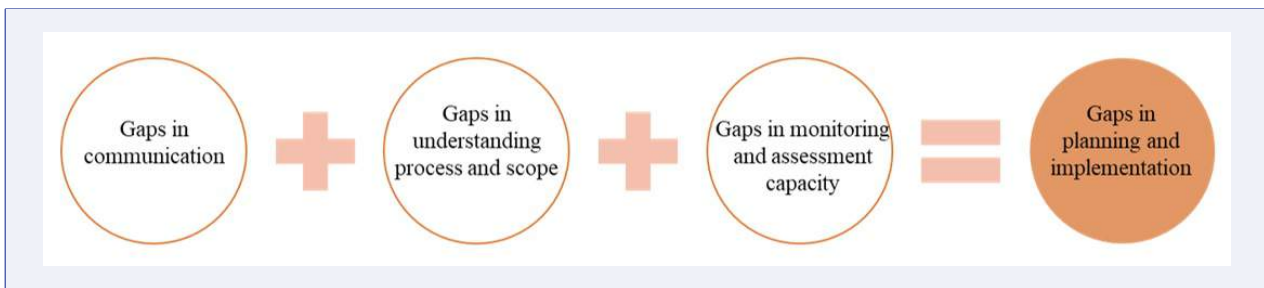 Gaps in
communication
Gaps in
understanding
process and scope
Gaps in monitoring
and assessment
capacity
Gaps in
planning and
implementation